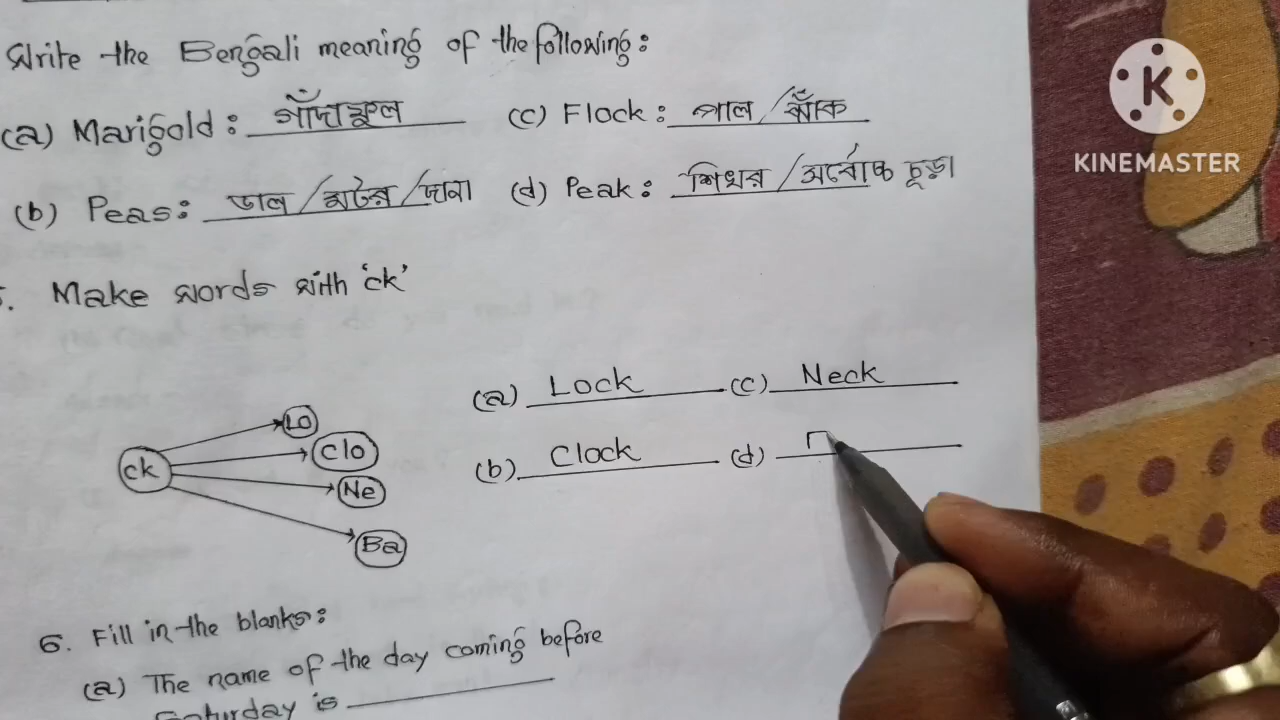 Write the Bengali meaning of the following:
(a) Marigold: গাঁদাফুল (c) Flock: পাল / ঝাঁক
(b) Peas: ডাল / মটর / দানা (d) Peak: শিখর / সর্বোচ্চ চূড়া
5. Make words with 'ck'
(a) Lock (c) Neck
(b) Clock (d)
ck
Lo
Clo
Ne
Ba
6. Fill in the blanks:
(a) The name of the day coming before
Saturday is
K
KINEMASTER